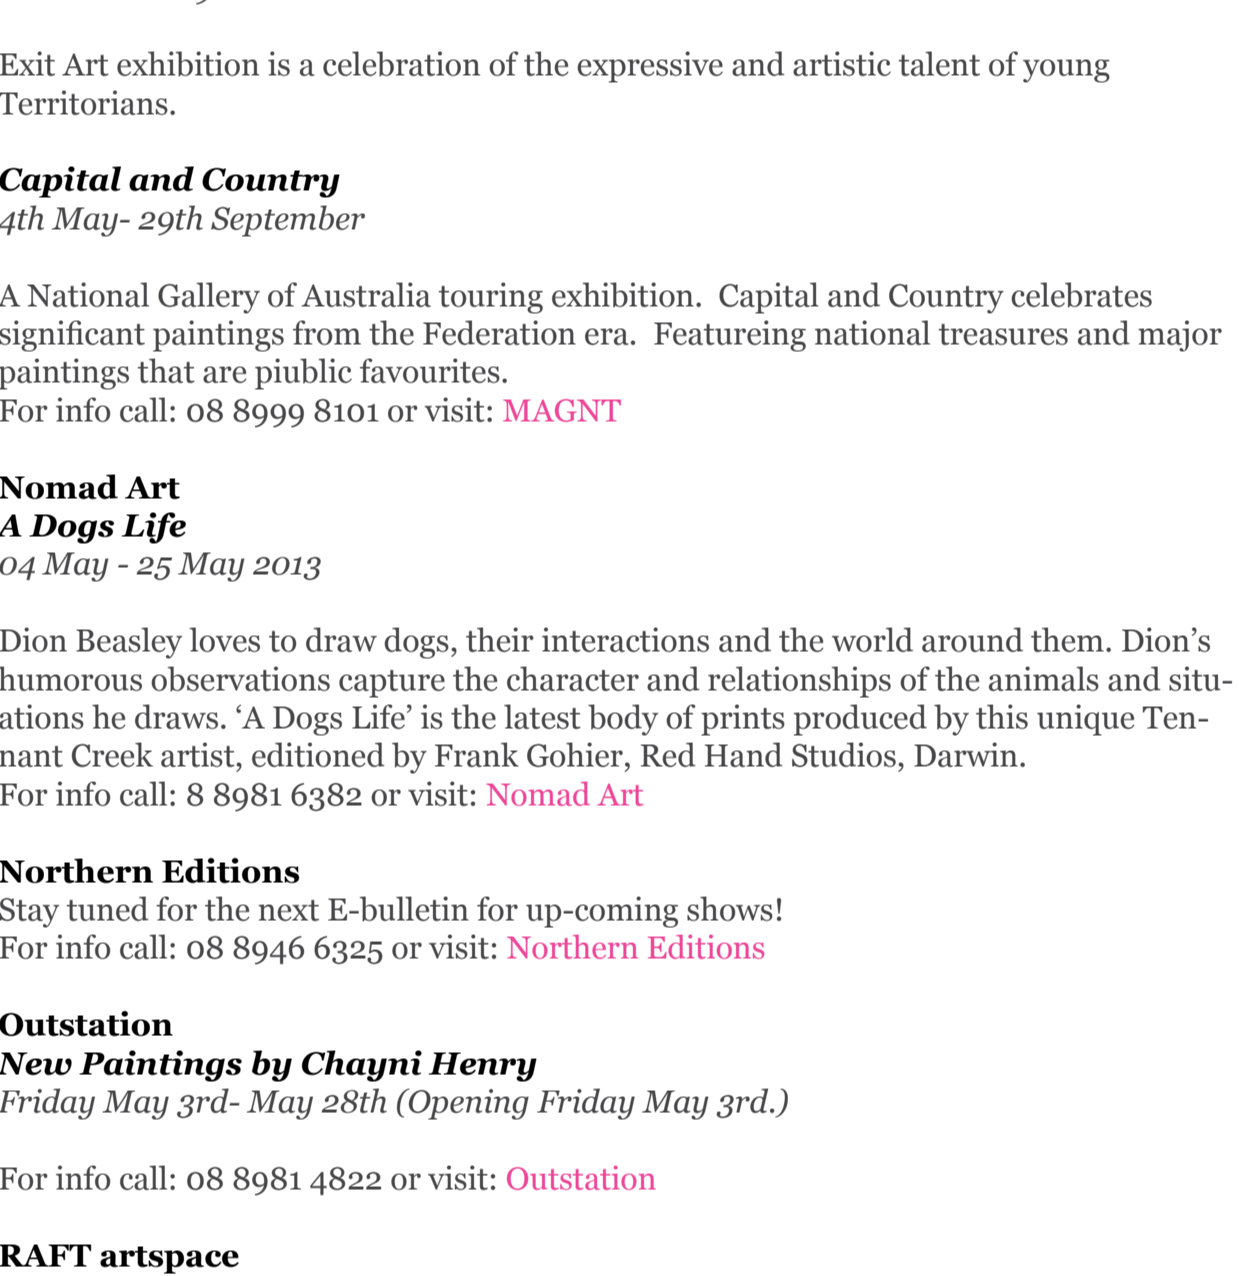 Exit Art exhibition is a celebration of the expressive and artistic talent of young
Territorians.
Capital and Country
4th May- 29th September
A National Gallery of Australia touring exhibition.  Capital and Country celebrates
significant paintings from the Federation era.  Featureing national treasures and major
paintings that are piublic favourites.
For info call: 08 8999 8101 or visit: MAGNT
Nomad Art
A Dogs Life
04 May - 25 May 2013
Dion Beasley loves to draw dogs, their interactions and the world around them. Dion’s
humorous observations capture the character and relationships of the animals and situ-
ations he draws. ‘A Dogs Life’ is the latest body of prints produced by this unique Ten-
nant Creek artist, editioned by Frank Gohier, Red Hand Studios, Darwin.
For info call: 8 8981 6382 or visit: Nomad Art
Northern Editions
Stay tuned for the next E-bulletin for up-coming shows!
For info call: 08 8946 6325 or visit: Northern Editions
Outstation
New Paintings by Chayni Henry
Friday May 3rd- May 28th (Opening Friday May 3rd.)
For info call: 08 8981 4822 or visit: Outstation
RAFT artspace